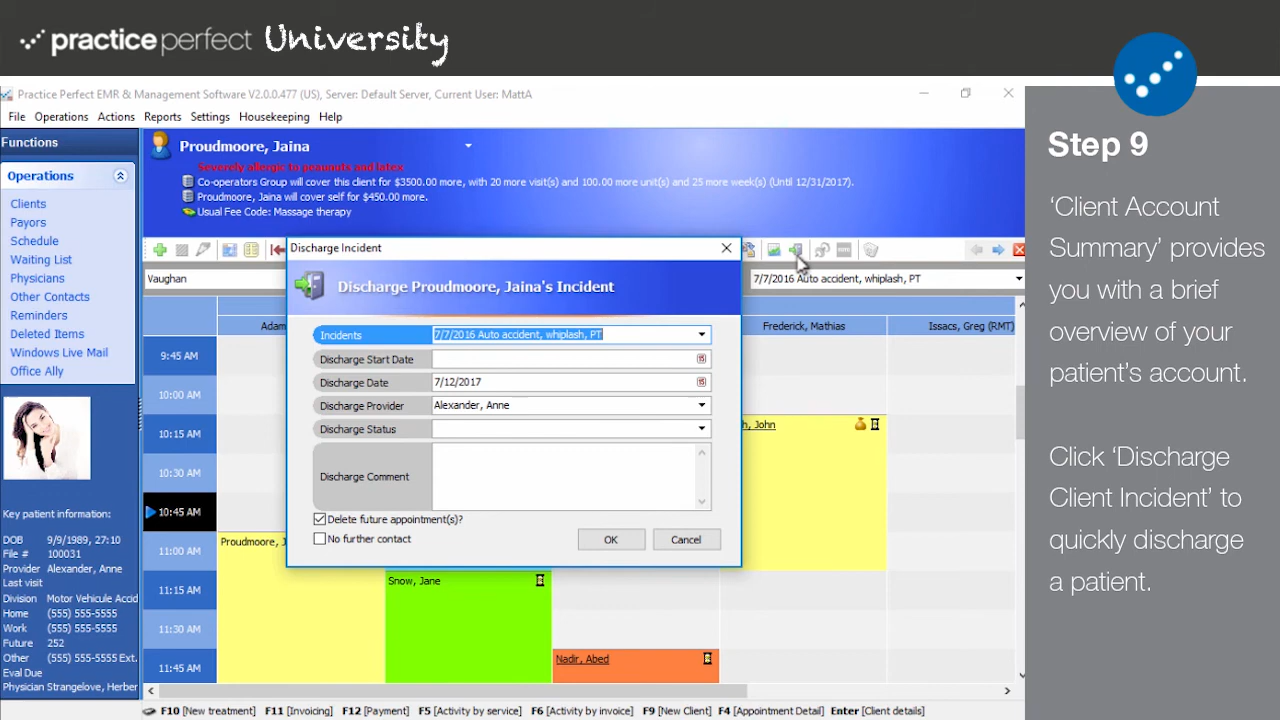 practice perfect University
Practice Perfect EMR & Management Software V2.0.0.477 (US), Server: Default Server, Current User: MattA
File Operations Actions Reports Settings Housekeeping Help
Functions
Operations
Clients
Payors
Schedule
Waiting List
Physicians
Other Contacts
Reminders
Deleted Items
Windows Live Mail
Office Ally
Key patient information:
DOB 9/9/1989, 27:10
File # 100031
Provider Alexander, Anne
Last visit
Division Motor Vehicule Accid
Home (555) 555-5555
Work (555) 555-5555
Future 252
Other (555) 555-5555 Ext.
Eval Due
Physician Strangelove, Herber
Proudmoore, Jaina
Severely allergic to peanuts and latex
Co-operators Group will cover this client for $3500.00 more, with 20 more visit(s) and 100.00 more unit(s) and 25 more week(s) (Until 12/31/2017).
Proudmoore, Jaina will cover self for $450.00 more.
Usual Fee Code: Massage therapy
Vaughan
7/7/2016 Auto accident, whiplash, PT
Adam
Frederick, Mathias
Issacs, Greg (RMT)
9:45 AM
10:00 AM
10:15 AM
10:30 AM
10:45 AM
11:00 AM
11:15 AM
11:30 AM
11:45 AM
h, John
Proudmoore, J
Snow, Jane
Nadir, Abed
Discharge Incident
Discharge Proudmoore, Jaina's Incident
Incidents 7/7/2016 Auto accident, whiplash, PT
Discharge Start Date
Discharge Date 7/12/2017
Discharge Provider Alexander, Anne
Discharge Status
Discharge Comment
Delete future appointment(s)?
No further contact
OK Cancel
F10 [New treatment] F11 [Invoicing] F12 [Payment] F5 [Activity by service] F6 [Activity by invoice] F9 [New Client] F4 [Appointment Detail] Enter [Client details]
Step 9
‘Client Account
Summary’ provides
you with a brief
overview of your
patient’s account.
Click ‘Discharge
Client Incident’ to
quickly discharge
a patient.